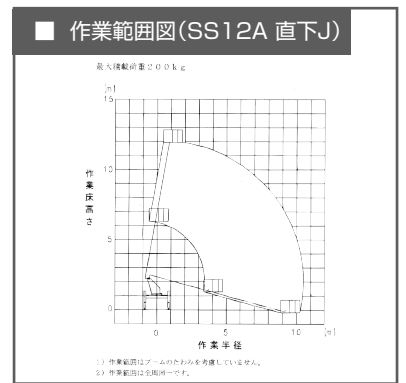 ■ 作業範囲図(SS12A 直下J)
最大積載荷重200kg
[m]
15
10
5
0
作業床高さ
0 5 10 [m]
作業半径
1) 作業範囲はブームのたわみを考慮していません。
2) 作業範囲は全周同一です。